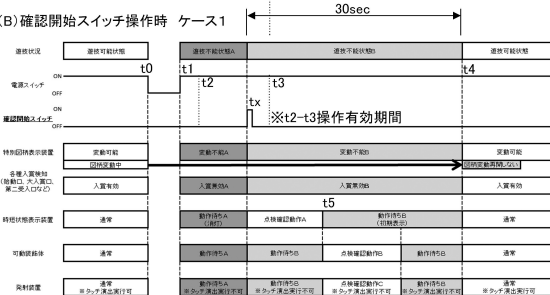 (B)確認開始スイッチ操作時 ケース1
30sec
遊技状況
遊技可能状態
遊技不能状態A
遊技不能状態B
遊技可能状態
t0
t1
t2
t3
t4
電源スイッチ
ON
OFF
tx
確認開始スイッチ
ON
OFF
※t2-t3操作有効期間
特別図柄表示装置
変動可能
変動不能A
変動不能B
変動可能
図柄変動中
図柄変動再開しない
各種入賞検知
(始動口、大入賞口、
第二受入口など)
入賞有効
入賞無効A
入賞無効B
入賞有効
t5
時短状態表示装置
通常
動作待ちA
(消灯)
点検確認動作A
動作待ちB
(初期表示)
通常
可動装飾体
通常
動作待ちA
動作待ちB
点検確認動作B
動作待ちB
通常
発射装置
通常
※タッチ演出実行可
動作待ちA
※タッチ演出実行不可
動作待ちB
※タッチ演出実行不可
点検確認動作C
※タッチ演出実行不可
動作待ちB
※タッチ演出実行不可
通常
※タッチ演出実行可